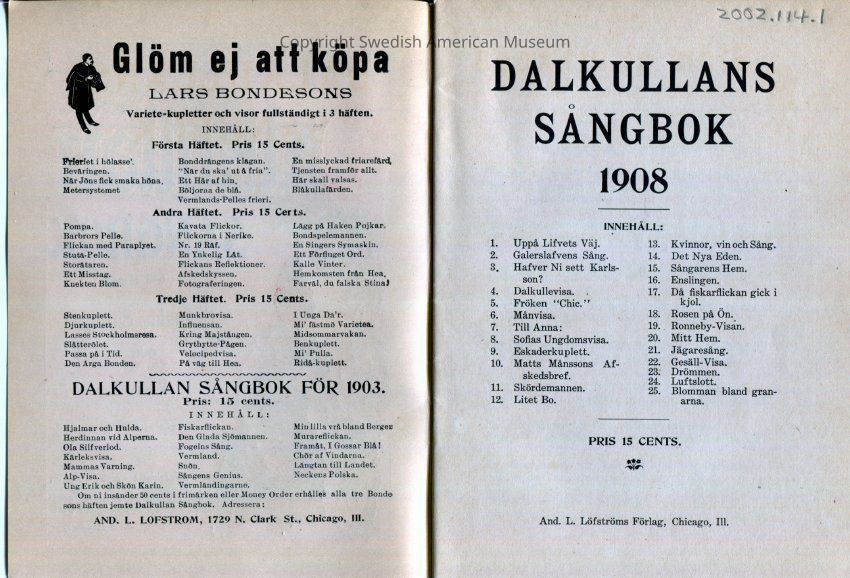 Copyright Swedish American Museum
2002.114.1
Glöm ej att köpa
LARS BONDESONS
Variete-kupletter och visor fullständigt i 3 häften.
INNEHÅLL:
Första Häftet. Pris 15 Cents.
Frieriet i hölasse'.
Beväringen.
När Jöns fick smaka höna.
Metersystemet
Bonddrängens klagan.
"När du ska' ut å fria".
Ett Här af hin.
Böljorna de blå.
Vermlands-Pelles frieri.
En misslyckad friarefärd.
Tjensten framför allt.
Här skall valsas.
Blåkullafärden.
Andra Häftet. Pris 15 Cents.
Pompa.
Barbrors Pelle.
Flickan med Paraplyet.
Stuta-Pelle.
Storätaren.
Ett Misstag.
Knekten Blom.
Kavata Flickor.
Flickorna i Nerike.
Nr. 19 Räf.
En Ynkelig Låt.
Flickans Reflektioner.
Afskedskyssen.
Fotograferingen.
Lägg på Haken Pojkar.
Bondspelemannen.
En Singers Symaskin.
Ett Förfluget Ord.
Kalle Vinter.
Hemkomsten från Hea.
Farväl, du falska Stina!
Tredje Häftet. Pris 15 Cents.
Stenkuplett.
Djurkuplett.
Lasses Stockholmsresa.
Slåtterölet.
Passa på i Tid.
Den Arga Bonden.
Munkbrovisa.
Influensan.
Kring Majstången.
Grythytte-Pågen.
Velocipedvisa.
På väg till Hea.
I Unga Da'r.
Mi' fästmö Varietea.
Midsommarvakan.
Benkuplett.
Mi' Pulla.
Ridå-kuplett.
DALKULLAN SÅNGBOK FÖR 1903.
Pris: 15 cents.
INNEHÅLL:
Hjalmar och Hulda.
Herdinnan vid Alperna.
Ola Silfverlod.
Kärleksvisa.
Mammas Varning.
Alp-Visa.
Ung Erik och Skön Karin.
Fiskarflickan.
Den Glada Sjömannen.
Fogelns Sång.
Vermland.
Snön.
Sångens Genius.
Vermländingarne.
Min lilla vrå bland Bergen
Murareflickan.
Framåt, I Gossar Blå!
Chör af Vindarna.
Längtan till Landet.
Neckens Polska.
Om ni insänder 50 cents i frimärken eller Money Order erhålles alla tre Bonde
sons häften jemte Dalkullan Sångbok. Adressera:
AND. L. LÖFSTROM, 1729 N. Clark St., Chicago, Ill.
DALKULLANS
SÅNGBOK
1908
INNEHÅLL:
1. Uppå Lifvets Väj.
2. Galerslafvens Sång.
3. Hafver Ni sett Karls-
son?
4. Dalkullevisa.
5. Fröken "Chic."
6. Månvisa.
7. Till Anna:
8. Sofias Ungdomsvisa.
9. Eskaderkuplett.
10. Matts Månssons Af-
skedsbref.
11. Skördemannen.
12. Litet Bo.
13. Kvinnor, vin och Sång.
14. Det Nya Eden.
15. Sångarens Hem.
16. Enslingen.
17. Då fiskarflickan gick i
kjol.
18. Rosen på Ön.
19. Ronneby-Visan.
20. Mitt Hem.
21. Jägaresång.
22. Gesäll-Visa.
23. Drömmen.
24. Luftslott.
25. Blomman bland gran-
arna.
PRIS 15 CENTS.
And. L. Löfströms Förlag, Chicago, Ill.